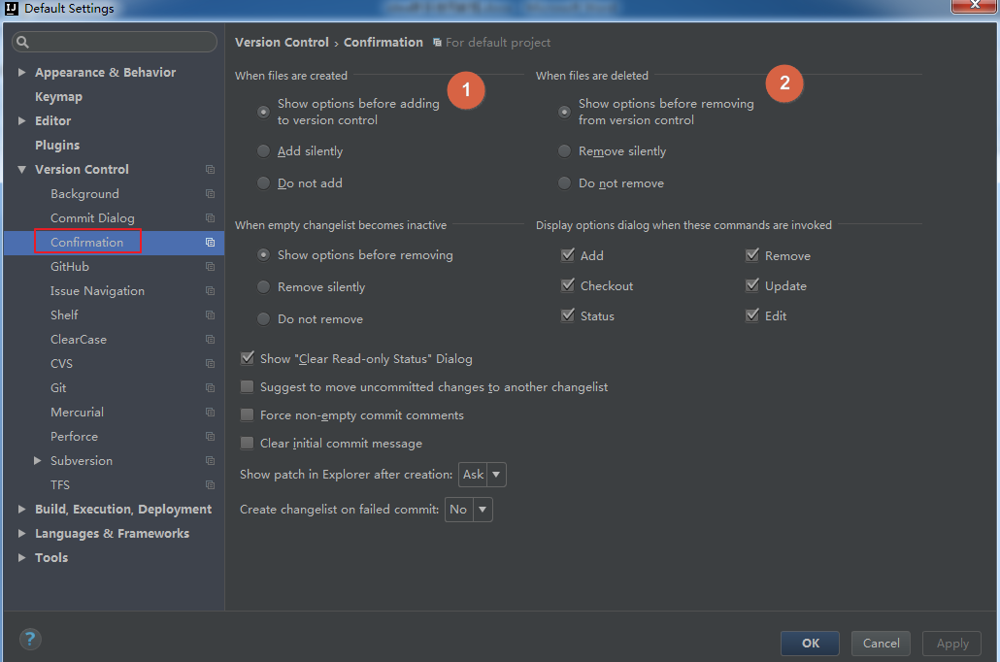 Default Settings
Version Control › Confirmation For default project
Appearance & Behavior
Keymap
Editor
Plugins
Version Control
Background
Commit Dialog
Confirmation
GitHub
Issue Navigation
Shelf
ClearCase
CVS
Git
Mercurial
Perforce
Subversion
TFS
Build, Execution, Deployment
Languages & Frameworks
Tools
When files are created
1
Show options before adding
to version control
Add silently
Do not add
When files are deleted
2
Show options before removing
from version control
Remove silently
Do not remove
When empty changelist becomes inactive
Show options before removing
Remove silently
Do not remove
Display options dialog when these commands are invoked
Add
Remove
Checkout
Update
Status
Edit
Show "Clear Read-only Status" Dialog
Suggest to move uncommitted changes to another changelist
Force non-empty commit comments
Clear initial commit message
Show patch in Explorer after creation: Ask
Create changelist on failed commit: No
?
OK
Cancel
Apply